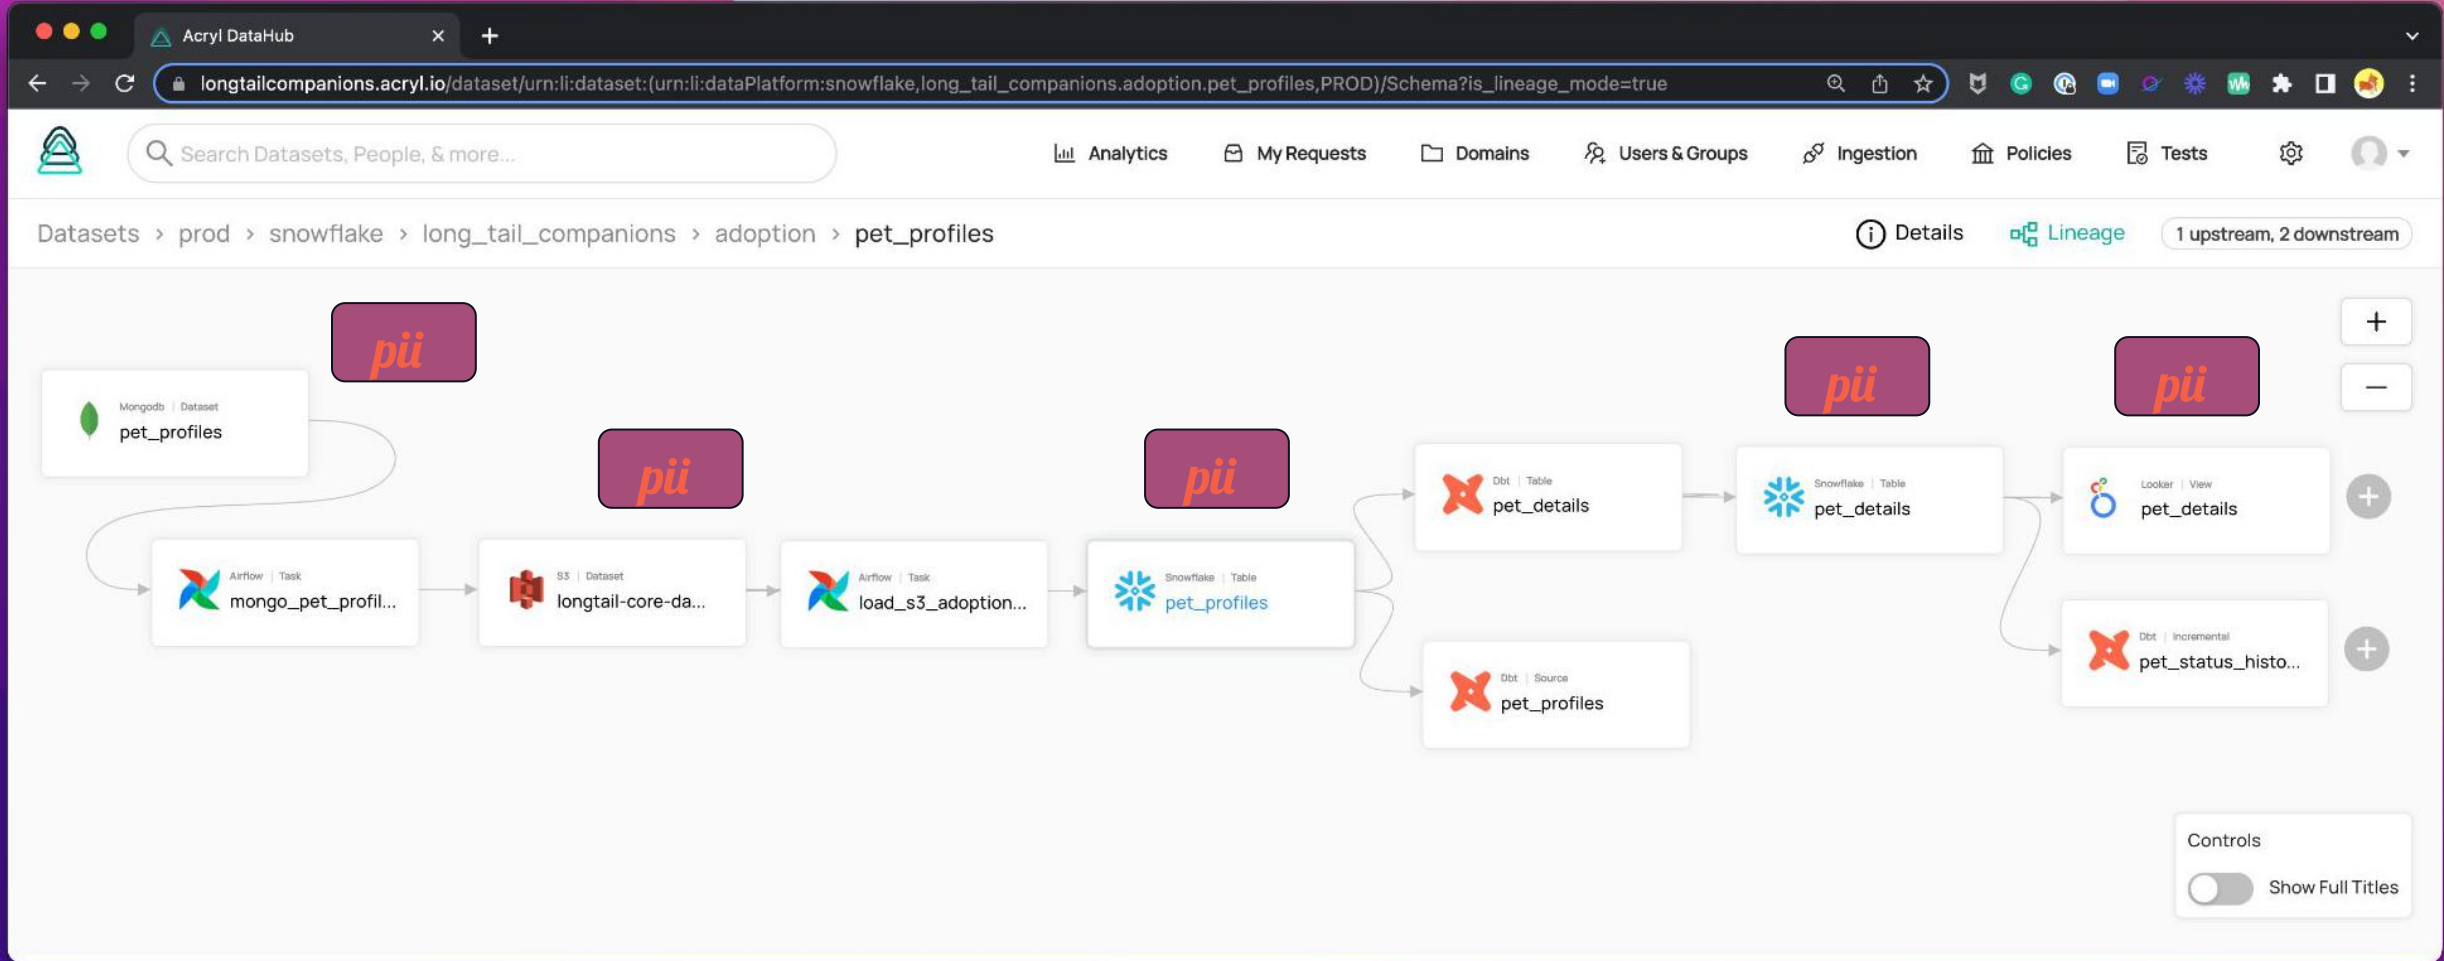 Acryl DataHub
longtailcompanions.acryl.io/dataset/urn:li:dataset:(urn:li:dataPlatform:snowflake,long_tail_companions.adoption.pet_profiles,PROD)/Schema?is_lineage_mode=true
Search Datasets, People, & more...
Analytics
My Requests
Domains
Users & Groups
Ingestion
Policies
Tests
Datasets > prod > snowflake > long_tail_companions > adoption > pet_profiles
Details
Lineage
1 upstream, 2 downstream
pii
pii
pii
pii
pii
Mongodb | Dataset
pet_profiles
Airflow | Task
mongo_pet_profil...
S3 | Dataset
longtail-core-da...
Airflow | Task
load_s3_adoption...
Snowflake | Table
pet_profiles
Dbt | Table
pet_details
Dbt | Source
pet_profiles
Snowflake | Table
pet_details
Looker | View
pet_details
Dbt | Incremental
pet_status_histo...
Controls
Show Full Titles